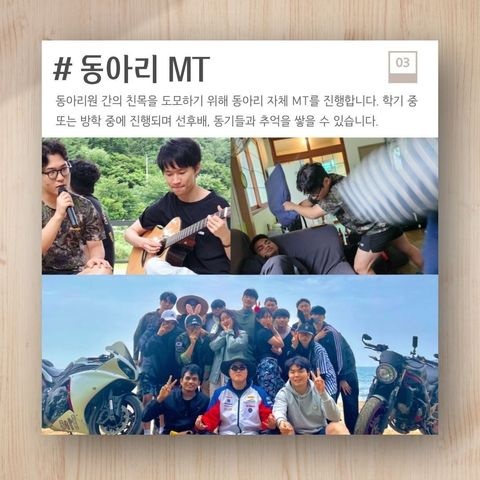 # 동아리 MT
03
동아리원 간의 친목을 도모하기 위해 동아리 자체 MT를 진행합니다. 학기 중
또는 방학 중에 진행되며 선후배, 동기들과 추억을 쌓을 수 있습니다.